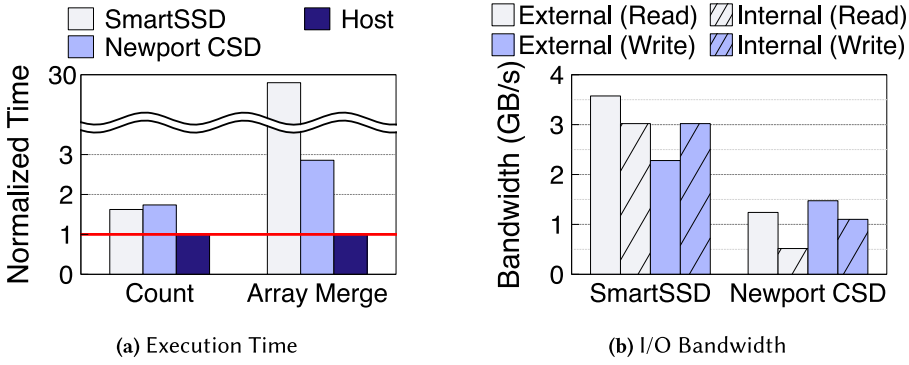 SmartSSD
Host
Newport CSD
Normalized Time
30
3
2
1
0
Count
Array Merge
(a) Execution Time
External (Read)
Internal (Read)
External (Write)
Internal (Write)
Bandwidth (GB/s)
4
3
2
1
0
SmartSSD
Newport CSD
(b) I/O Bandwidth